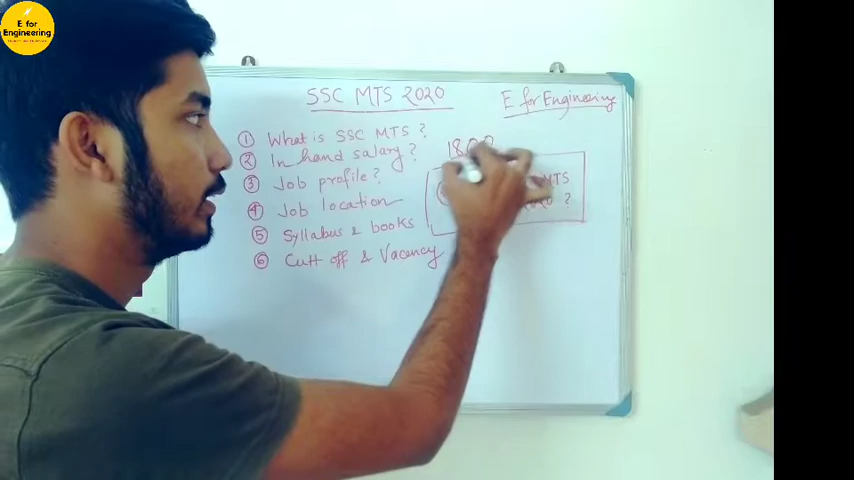 E for
Engineering
SSC MTS 2020
E for Engineering
① What is SSC MTS ?
② In hand salary ?
1800
③ Job profile ?
MTS
④ Job location
⑤ Syllabus & books
⑥ Cutt off & Vacancy